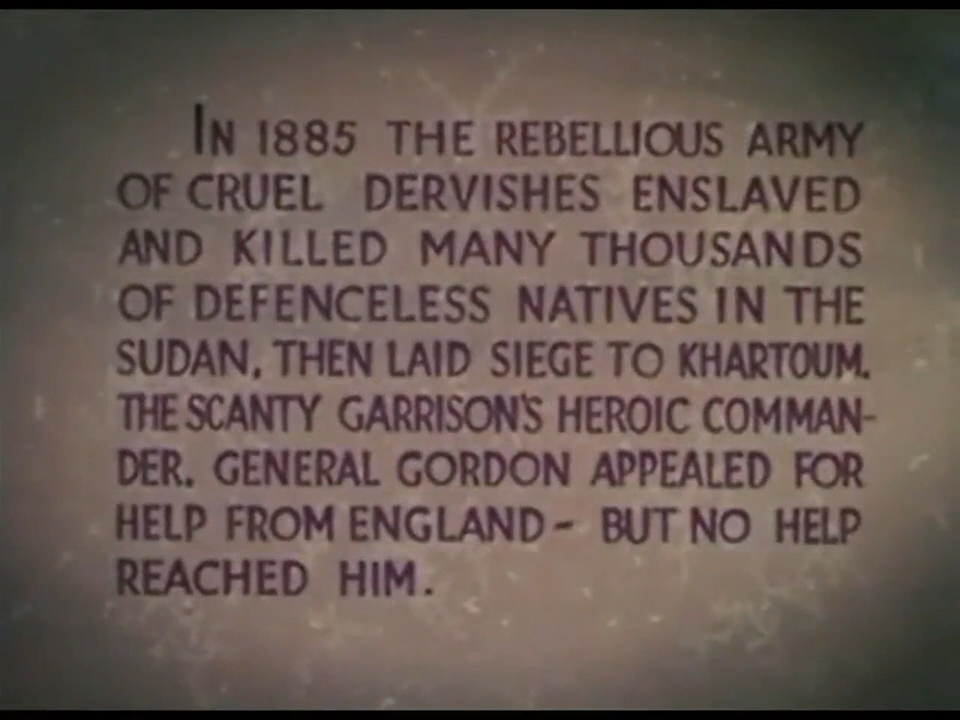 IN 1885 THE REBELLIOUS ARMY
OF CRUEL DERVISHES ENSLAVED
AND KILLED MANY THOUSANDS
OF DEFENCELESS NATIVES IN THE
SUDAN, THEN LAID SIEGE TO KHARTOUM.
THE SCANTY GARRISON'S HEROIC COMMAN-
DER, GENERAL GORDON APPEALED FOR
HELP FROM ENGLAND - BUT NO HELP
REACHED HIM.